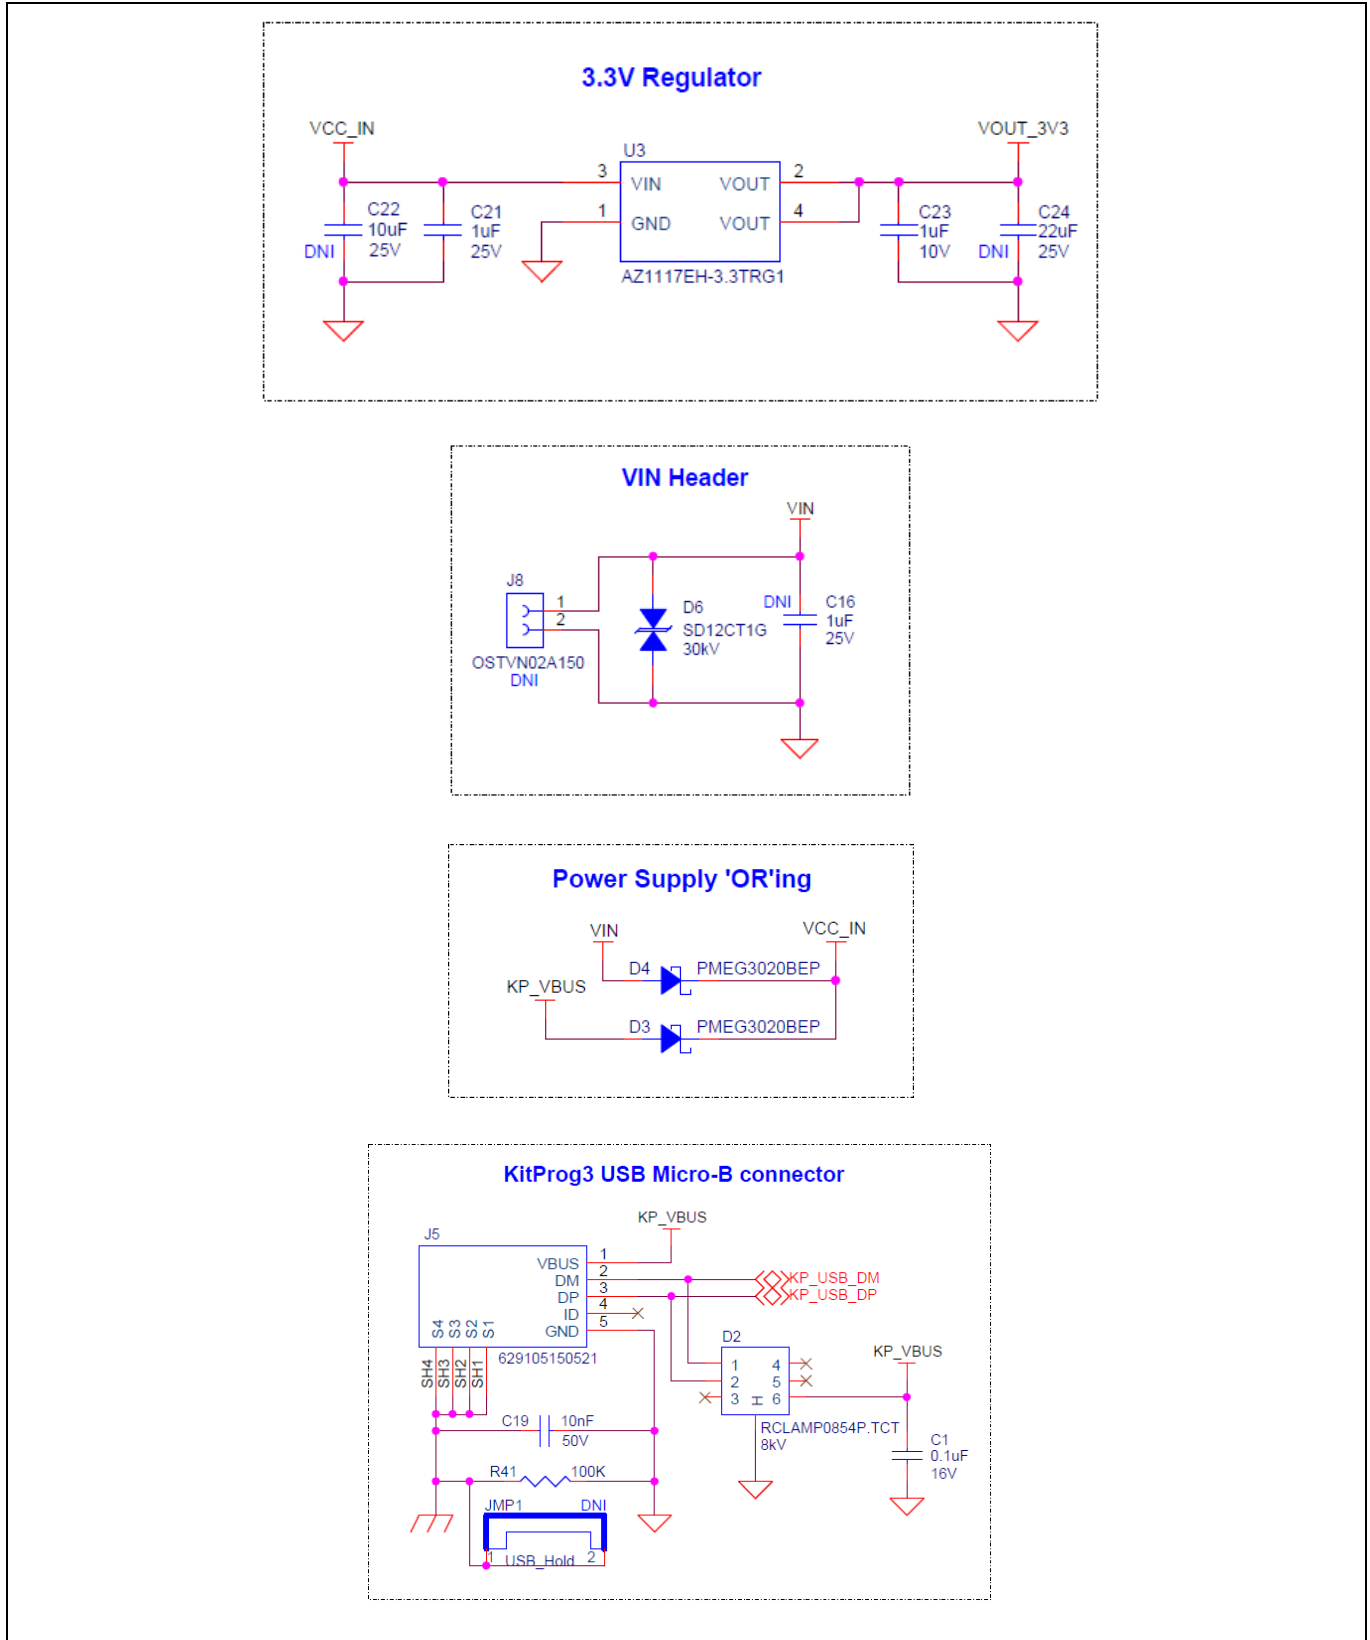 3.3V Regulator
VCC_IN
VOUT_3V3
U3
3 VIN VOUT 2
1 GND VOUT 4
AZ1117EH-3.3TRG1
C22
10uF
25V
DNI
C21
1uF
25V
C23
1uF
10V
C24
22uF
25V
DNI
VIN Header
VIN
J8
1
2
OSTVN02A150
DNI
D6
SD12CT1G
30kV
DNI
C16
1uF
25V
Power Supply 'OR'ing
VIN
VCC_IN
D4 PMEG3020BEP
KP_VBUS
D3 PMEG3020BEP
KitProg3 USB Micro-B connector
KP_VBUS
J5
VBUS 1
DM 2
DP 3
ID 4
GND 5
S4 S3 S2 S1
629105150521
SH4 SH3 SH2 SH1
KP_USB_DM
KP_USB_DP
D2
1 4
2 5
3 H 6
RCLAMP0854P.TCT
8kV
KP_VBUS
C1
0.1uF
16V
C19 10nF
50V
R41 100K
JMP1 DNI
1 USB_Hold 2